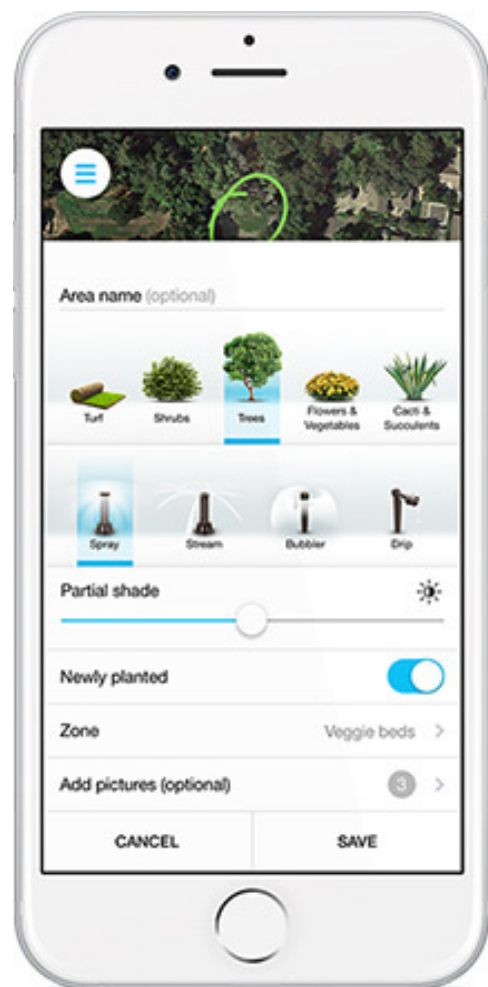 Area name (optional)
Turf
Shrubs
Trees
Flowers &
Vegetables
Cacti &
Succulents
Spray
Stream
Bubbler
Drip
Partial shade
Newly planted
Zone
Veggie beds
Add pictures (optional)
3
CANCEL
SAVE